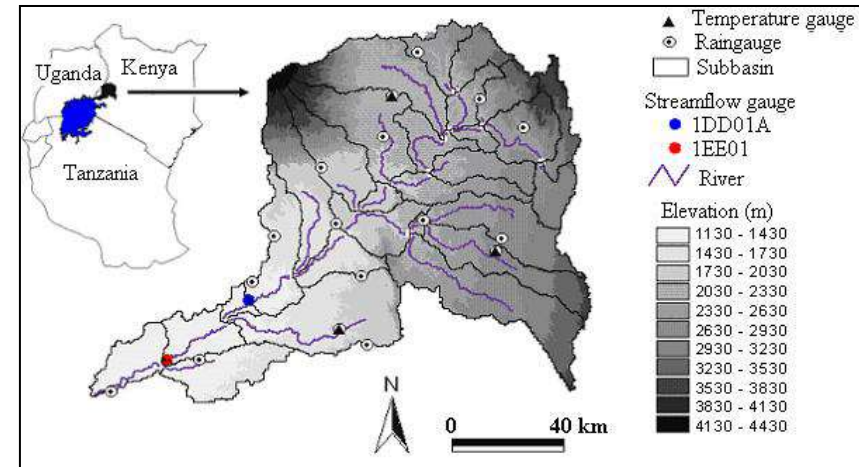 Uganda
Kenya
Tanzania
N
0 40 km
Temperature gauge
Raingauge
Subbasin
Streamflow gauge
1DD01A
1EE01
River
Elevation (m)
1130 - 1430
1430 - 1730
1730 - 2030
2030 - 2330
2330 - 2630
2630 - 2930
2930 - 3230
3230 - 3530
3530 - 3830
3830 - 4130
4130 - 4430